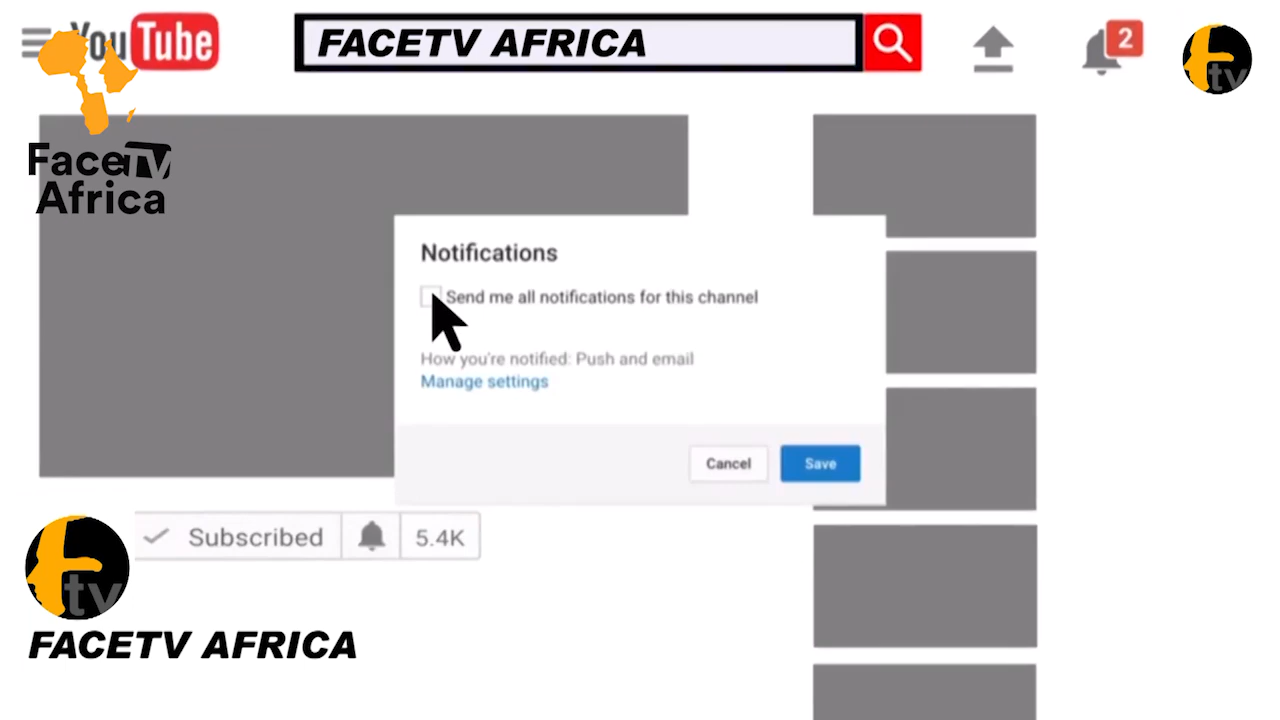 YouTube
FACETV AFRICA
2
tv
FaceTV
Africa
Notifications
Send me all notifications for this channel
How you're notified: Push and email
Manage settings
Cancel
Save
Subscribed
5.4K
tv
FACETV AFRICA